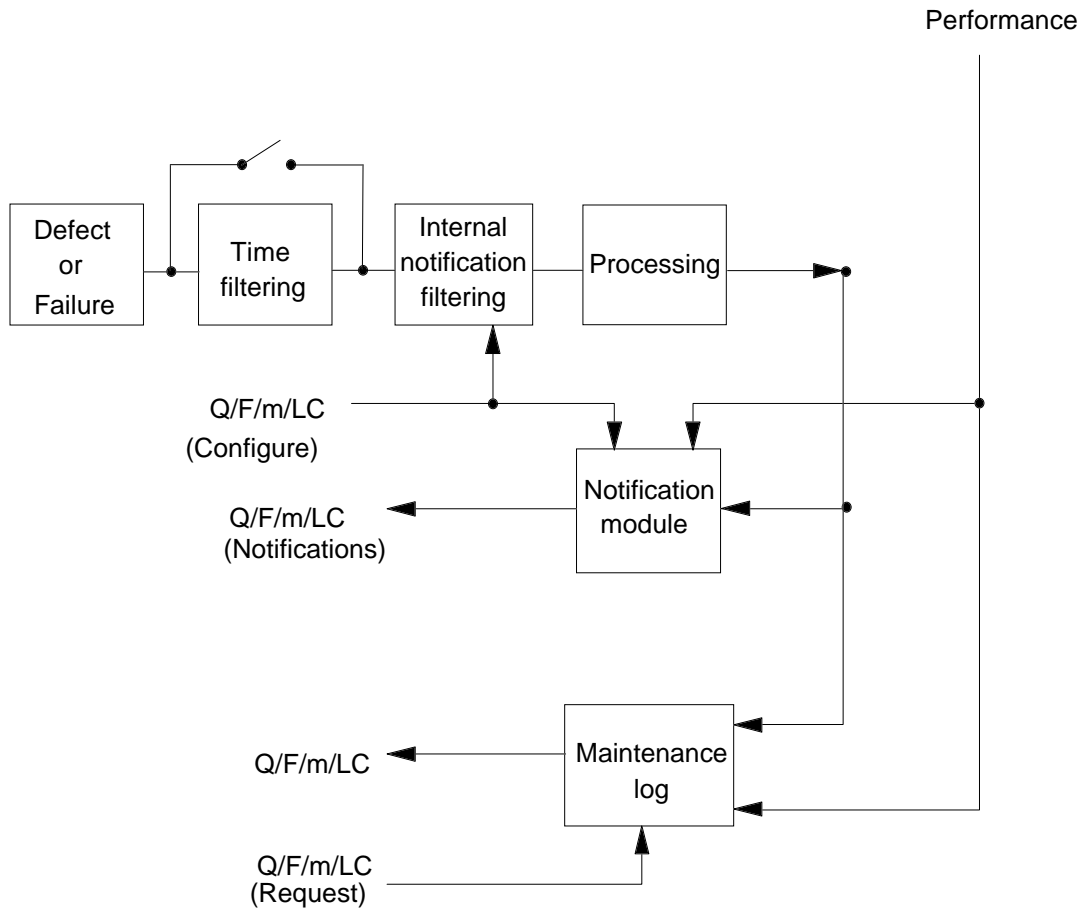 Performance
Defect
or
Failure
Time
filtering
Internal
notification
filtering
Processing
Q/F/m/LC
(Configure)
Notification
module
Q/F/m/LC
(Notifications)
Maintenance
log
Q/F/m/LC
Q/F/m/LC
(Request)